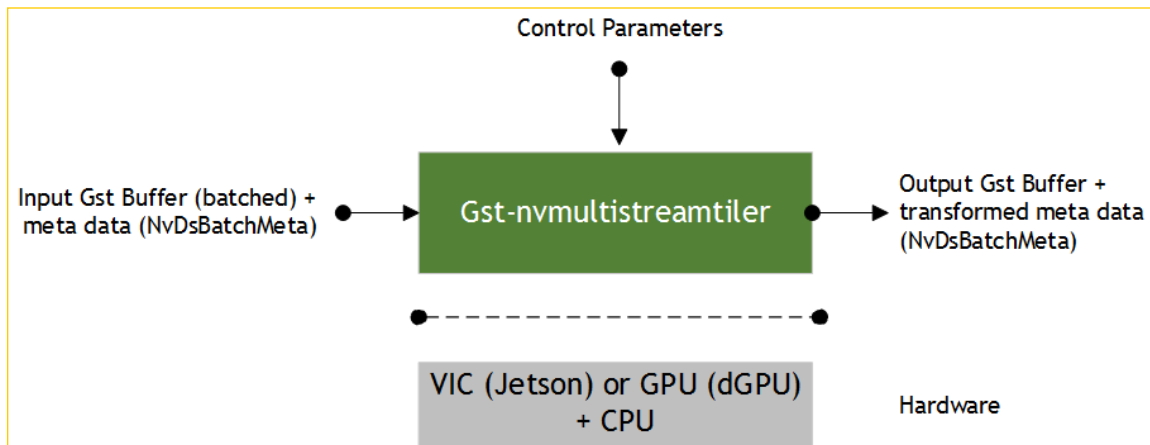 Control Parameters
Input Gst Buffer (batched) +
meta data (NvDsBatchMeta)
Gst-nvmultistreamtiler
Output Gst Buffer +
transformed meta data
(NvDsBatchMeta)
VIC (Jetson) or GPU (dGPU)
+ CPU
Hardware